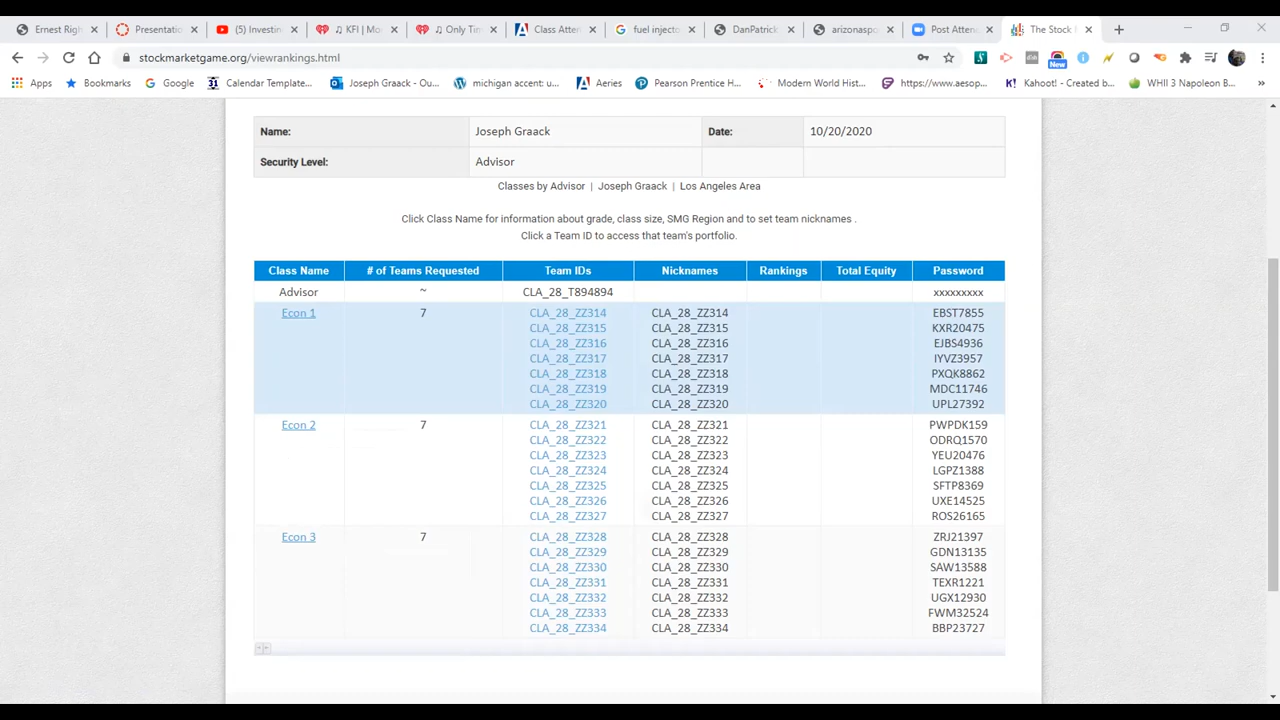 Ernest Righ
Presentatio
(5) Investin
♫ KFI | Mo
♫ Only Tim
Class Atten
fuel injecto
DanPatrick
arizonaspo
Post Atten
The Stock M
stockmarketgame.org/viewrankings.html
New
Apps
Bookmarks
Google
31 Calendar Template...
Joseph Graack - Ou...
michigan accent: u...
Aeries
Pearson Prentice H...
Modern World Hist...
https://www.aesop...
Kahoot! - Created b...
WHII 3 Napoleon B...
Name: Joseph Graack Date: 10/20/2020
Security Level: Advisor
Classes by Advisor | Joseph Graack | Los Angeles Area
Click Class Name for information about grade, class size, SMG Region and to set team nicknames .
Click a Team ID to access that team's portfolio.
Class Name # of Teams Requested Team IDs Nicknames Rankings Total Equity Password
Advisor ~ CLA_28_T894894 xxxxxxxxx
Econ 1 7 CLA_28_ZZ314 CLA_28_ZZ314 EBST7855
CLA_28_ZZ315 CLA_28_ZZ315 KXR20475
CLA_28_ZZ316 CLA_28_ZZ316 EJBS4936
CLA_28_ZZ317 CLA_28_ZZ317 IYVZ3957
CLA_28_ZZ318 CLA_28_ZZ318 PXQK8862
CLA_28_ZZ319 CLA_28_ZZ319 MDC11746
CLA_28_ZZ320 CLA_28_ZZ320 UPL27392
Econ 2 7 CLA_28_ZZ321 CLA_28_ZZ321 PWPDK159
CLA_28_ZZ322 CLA_28_ZZ322 ODRQ1570
CLA_28_ZZ323 CLA_28_ZZ323 YEU20476
CLA_28_ZZ324 CLA_28_ZZ324 LGPZ1388
CLA_28_ZZ325 CLA_28_ZZ325 SFTP8369
CLA_28_ZZ326 CLA_28_ZZ326 UXE14525
CLA_28_ZZ327 CLA_28_ZZ327 ROS26165
Econ 3 7 CLA_28_ZZ328 CLA_28_ZZ328 ZRJ21397
CLA_28_ZZ329 CLA_28_ZZ329 GDN13135
CLA_28_ZZ330 CLA_28_ZZ330 SAW13588
CLA_28_ZZ331 CLA_28_ZZ331 TEXR1221
CLA_28_ZZ332 CLA_28_ZZ332 UGX12930
CLA_28_ZZ333 CLA_28_ZZ333 FWM32524
CLA_28_ZZ334 CLA_28_ZZ334 BBP23727